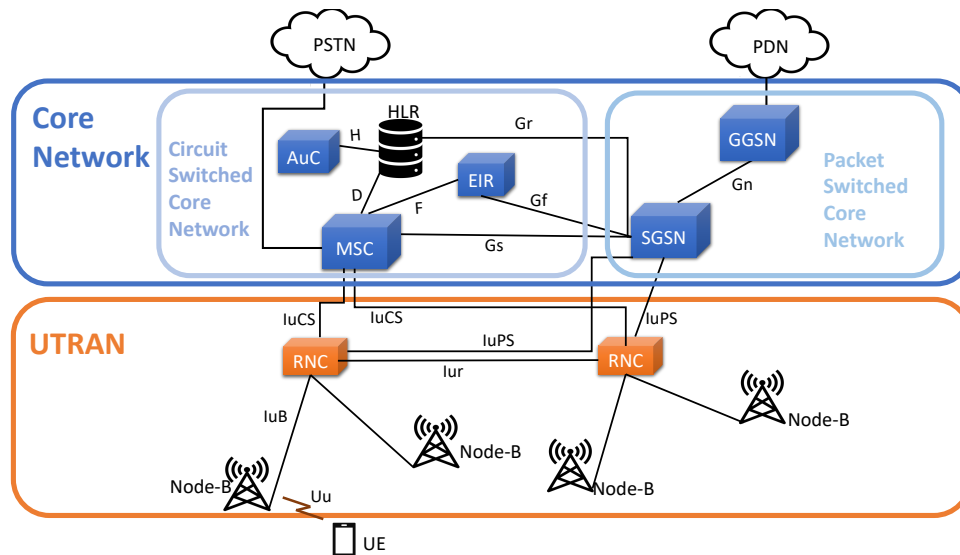 PSTN
PDN
Core
Network
Circuit
Switched
Core
Network
HLR
H
AuC
Gr
GGSN
D
F
EIR
Gf
Gn
Packet
Switched
Core
Network
MSC
Gs
SGSN
UTRAN
IuCS
IuCS
IuPS
IuPS
RNC
Iur
RNC
IuB
Node-B
Node-B
Node-B
Node-B
Uu
UE